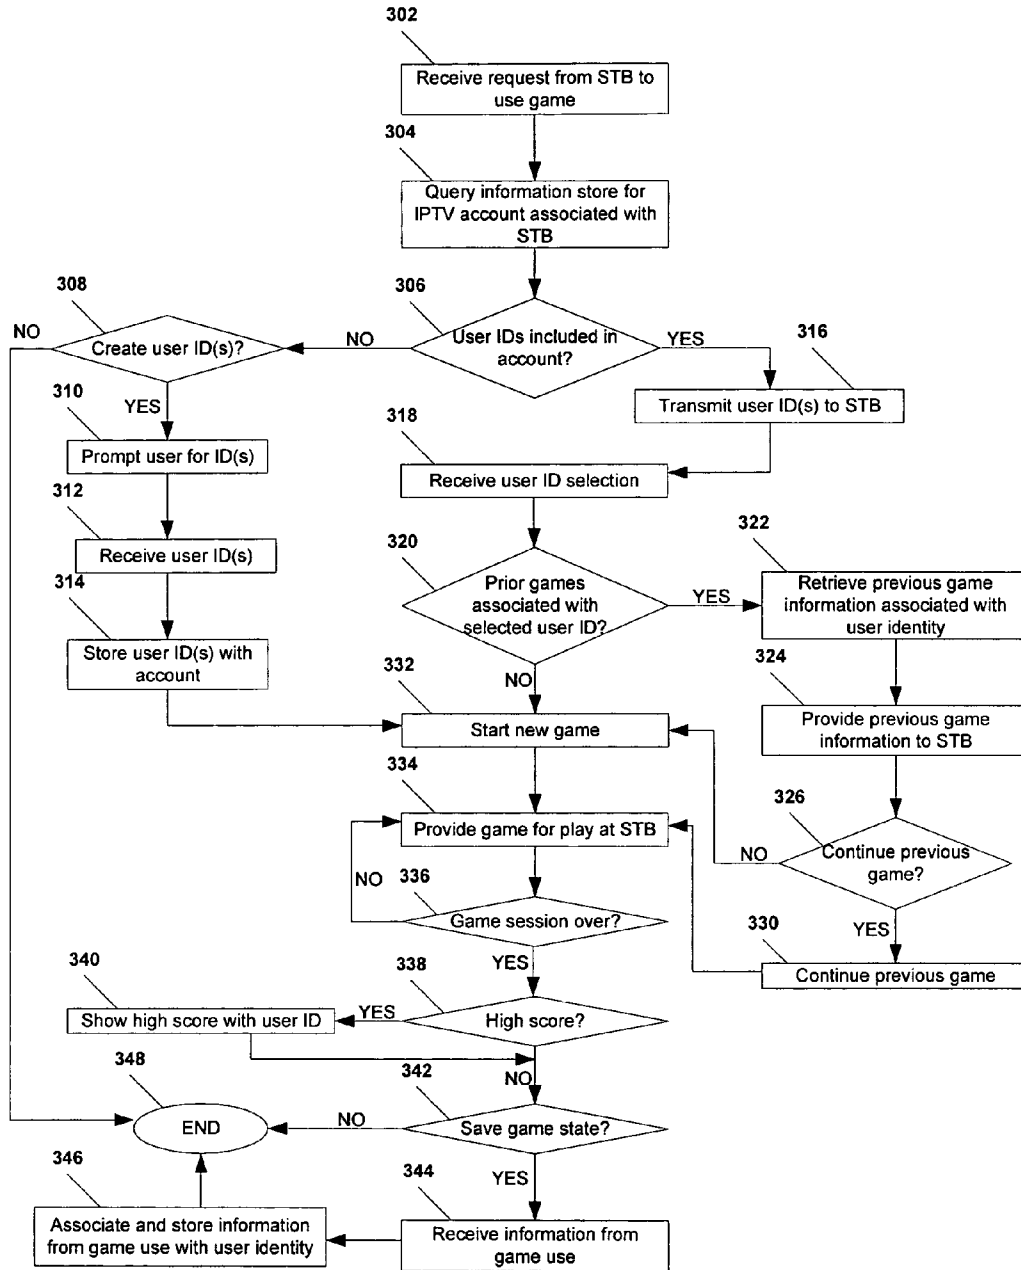 302
Receive request from STB to
use game
304
Query information store for
IPTV account associated with
STB
308
306
NO
Create user ID(s)?
NO
User IDs included in
account?
YES
316
310
YES
318
Transmit user ID(s) to STB
Prompt user for ID(s)
Receive user ID selection
312
322
320
Receive user ID(s)
314
Prior games
associated with
selected user ID?
YES
Retrieve previous game
information associated with
user identity
Store user ID(s) with
account
324
332
NO
Start new game
Provide previous game
information to STB
334
326
Provide game for play at STB
NO
Continue previous
game?
NO
336
Game session over?
YES
330
340
YES
338
Continue previous game
Show high score with user ID
YES
High score?
348
342
NO
END
NO
Save game state?
346
YES
344
Associate and store information
from game use with user identity
Receive information from
game use